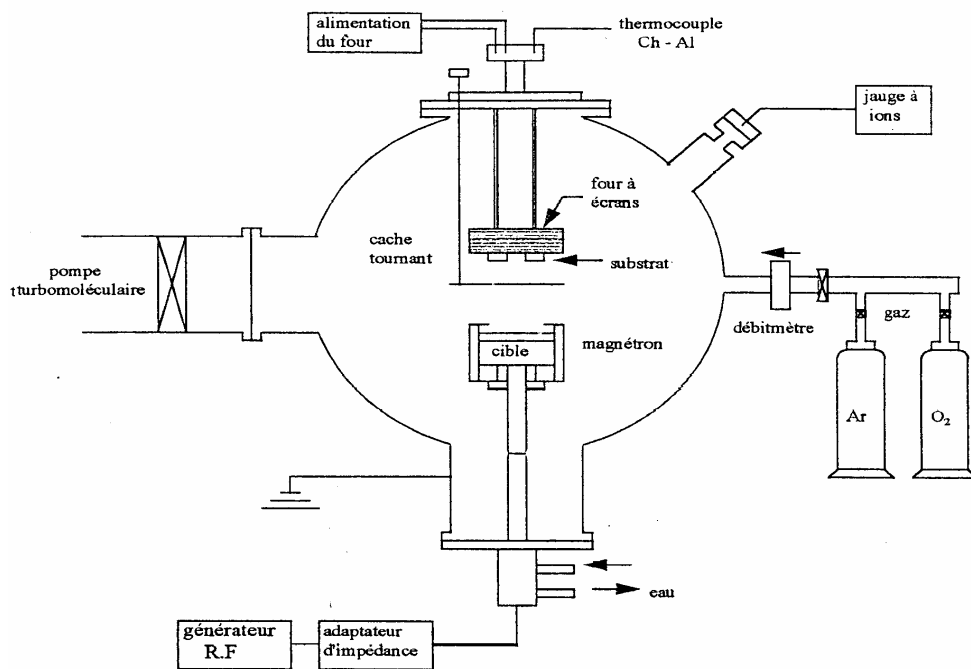 alimentation
du four
thermocouple
Ch - Al
jauge à
ions
four à
écrans
cache
tournant
substrat
pompe
tturbomoléculaire
débitmètre
gaz
magnétron
cible
Ar
O2
eau
générateur
R.F
adaptateur
d'impédance